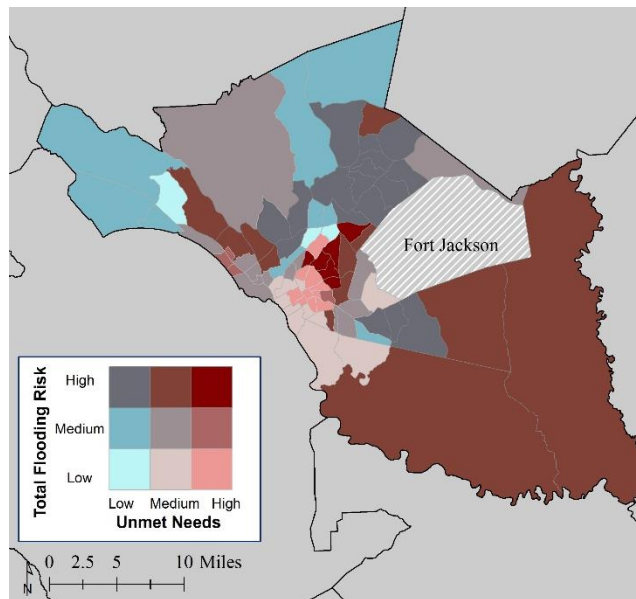 Fort Jackson
Total Flooding Risk
High
Medium
Low
Low Medium High
Unmet Needs
0 2.5 5 10 Miles
N